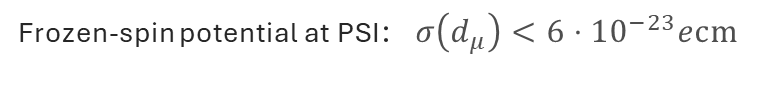 Frozen-spin potential at PSI: σ(d_μ) < 6 · 10⁻²³ ecm